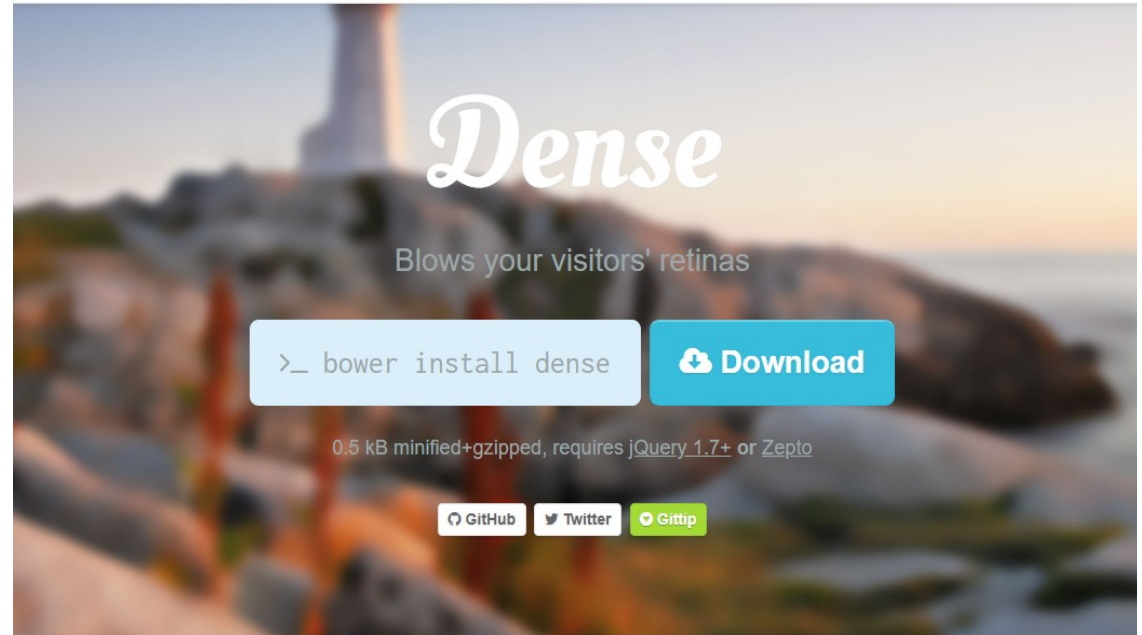 Dense
Blows your visitors' retinas
>_ bower install dense
Download
0.5 kB minified+gzipped, requires jQuery 1.7+ or Zepto
GitHub Twitter Gittip